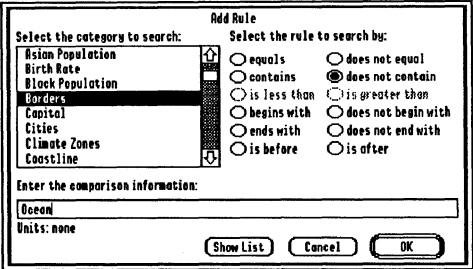 Add Rule
Select the category to search:
Select the rule to search by:
Asian Population
Birth Rate
Black Population
Borders
Capital
Cities
Climate Zones
Coastline
equals
does not equal
contains
does not contain
is less than
is greater than
begins with
does not begin with
ends with
does not end with
is before
is after
Enter the comparison information:
Ocean
Units: none
Show List
Cancel
OK